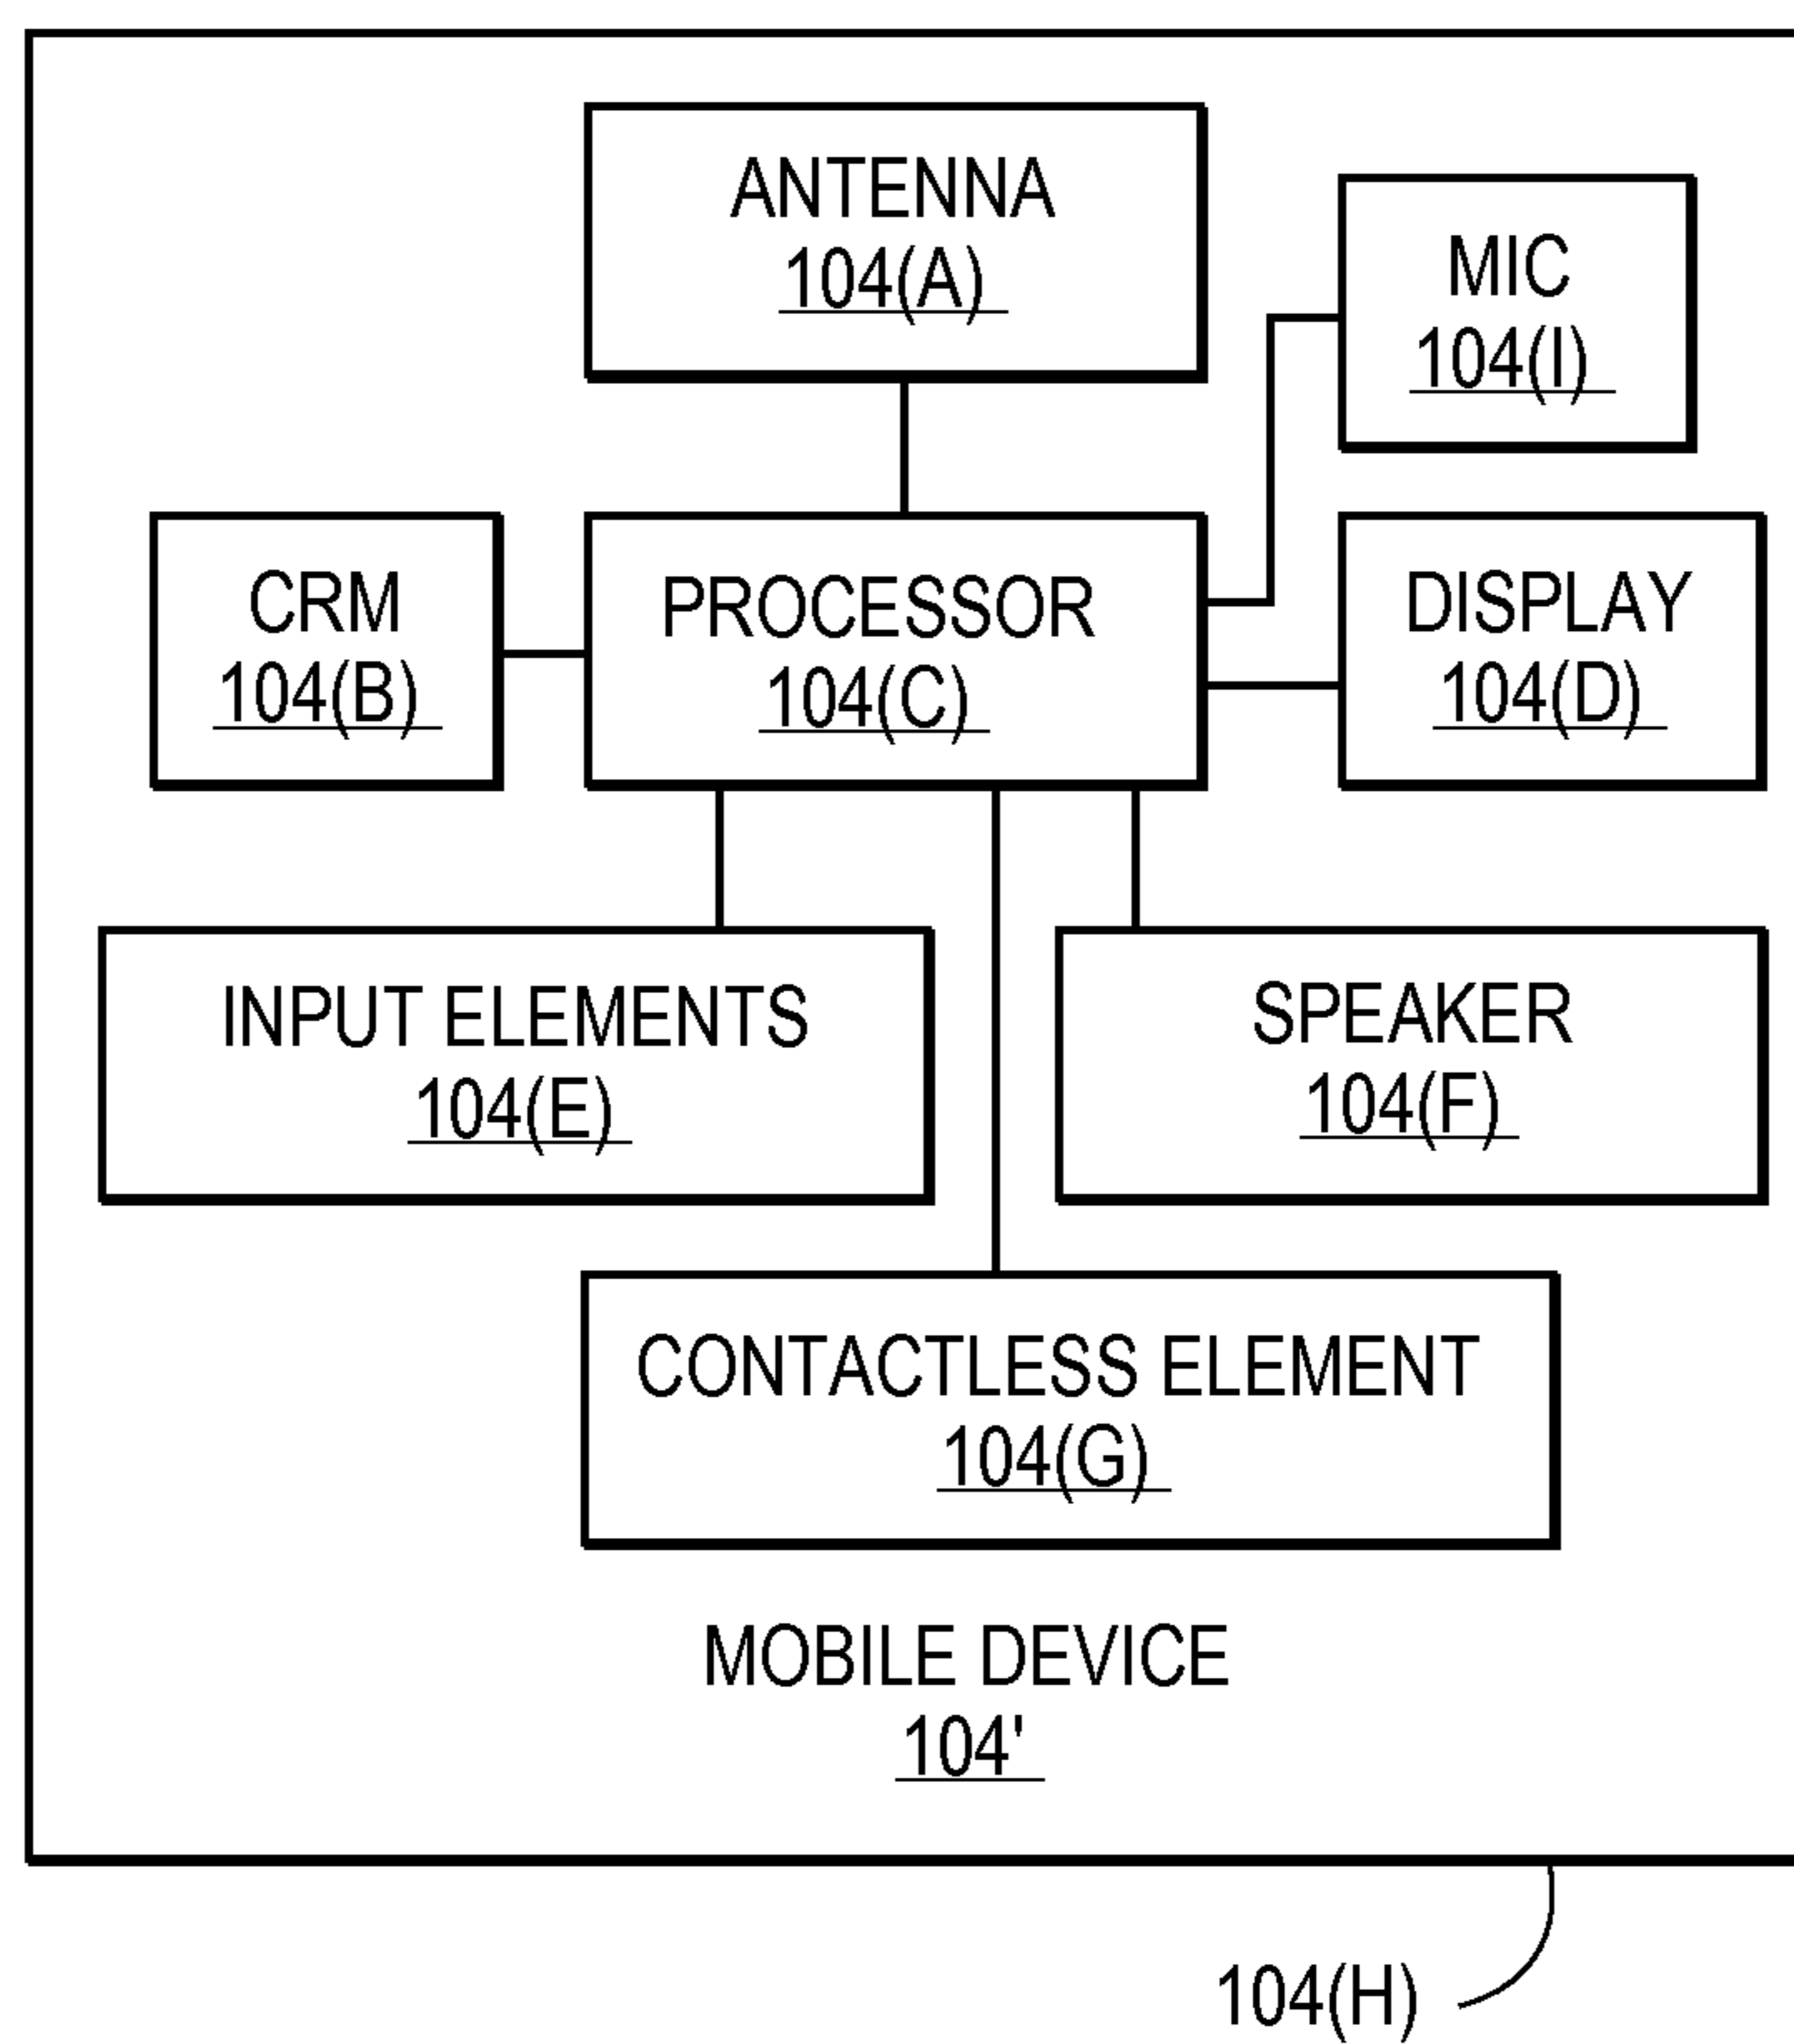 ANTENNA
104(A)
MIC
104(I)
CRM
104(B)
PROCESSOR
104(C)
DISPLAY
104(D)
INPUT ELEMENTS
104(E)
SPEAKER
104(F)
CONTACTLESS ELEMENT
104(G)
MOBILE DEVICE
104'
104(H)